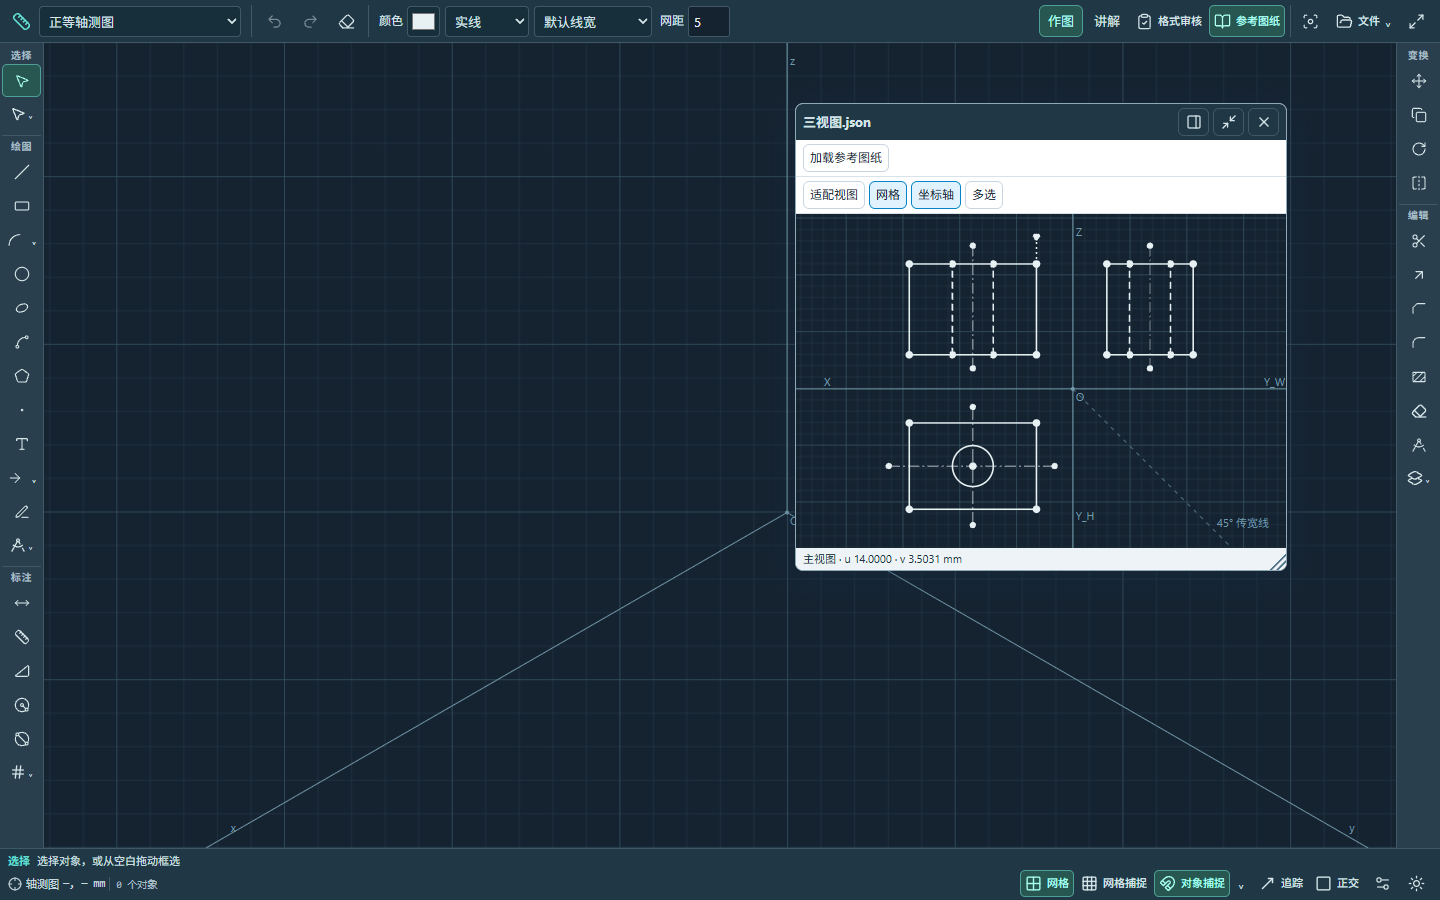 正等轴测图
颜色
实线
默认线宽
网距
5
作图
讲解
格式审核
参考图纸
文件
选择
绘图
标注
变换
编辑
z
三视图.json
加载参考图纸
适配视图
网格
坐标轴
多选
Z
X
Y_W
O
Y_H
45° 传宽线
主视图 · u 14.0000 · v 3.5031 mm
x
y
选择 选择对象，或从空白拖动框选
轴测图 —, — mm
0 个对象
网格
网格捕捉
对象捕捉
追踪
正交